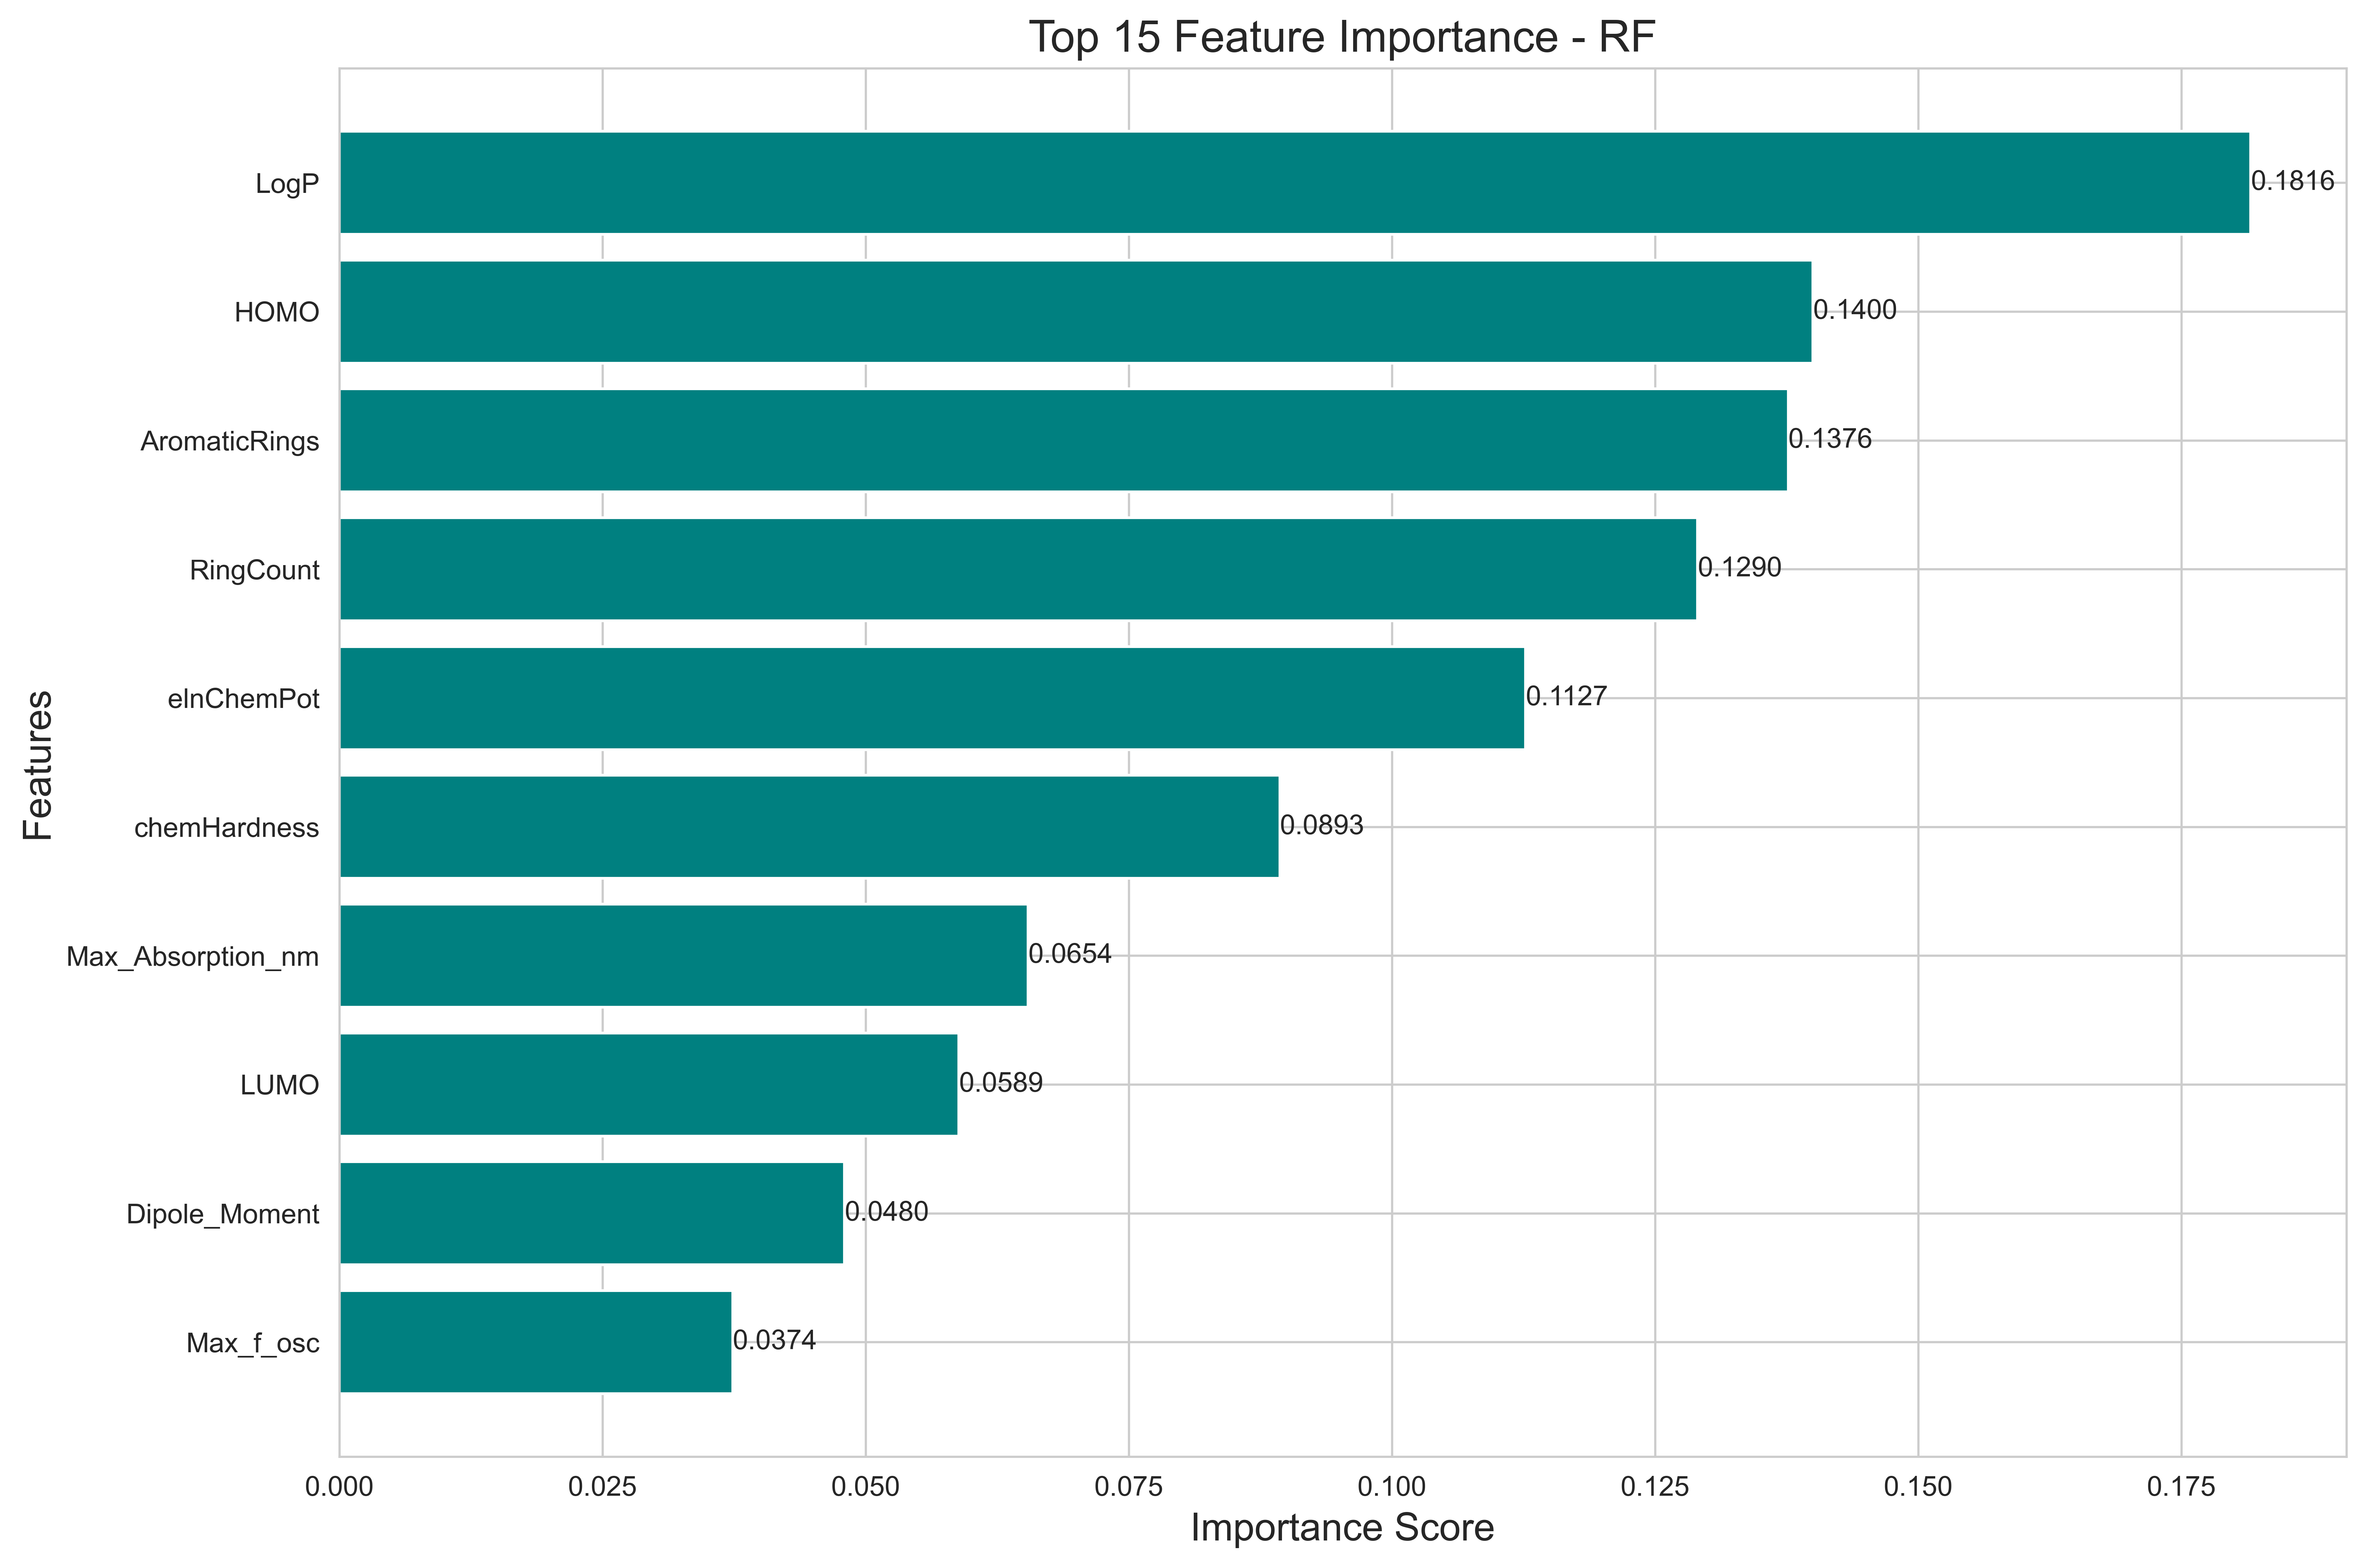 Top 15 Feature Importance - RF
LogP
0.1816
HOMO
0.1400
AromaticRings
0.1376
RingCount
0.1290
elnChemPot
0.1127
chemHardness
0.0893
Max_Absorption_nm
0.0654
LUMO
0.0589
Dipole_Moment
0.0480
Max_f_osc
0.0374
Features
0.000 0.025 0.050 0.075 0.100 0.125 0.150 0.175
Importance Score